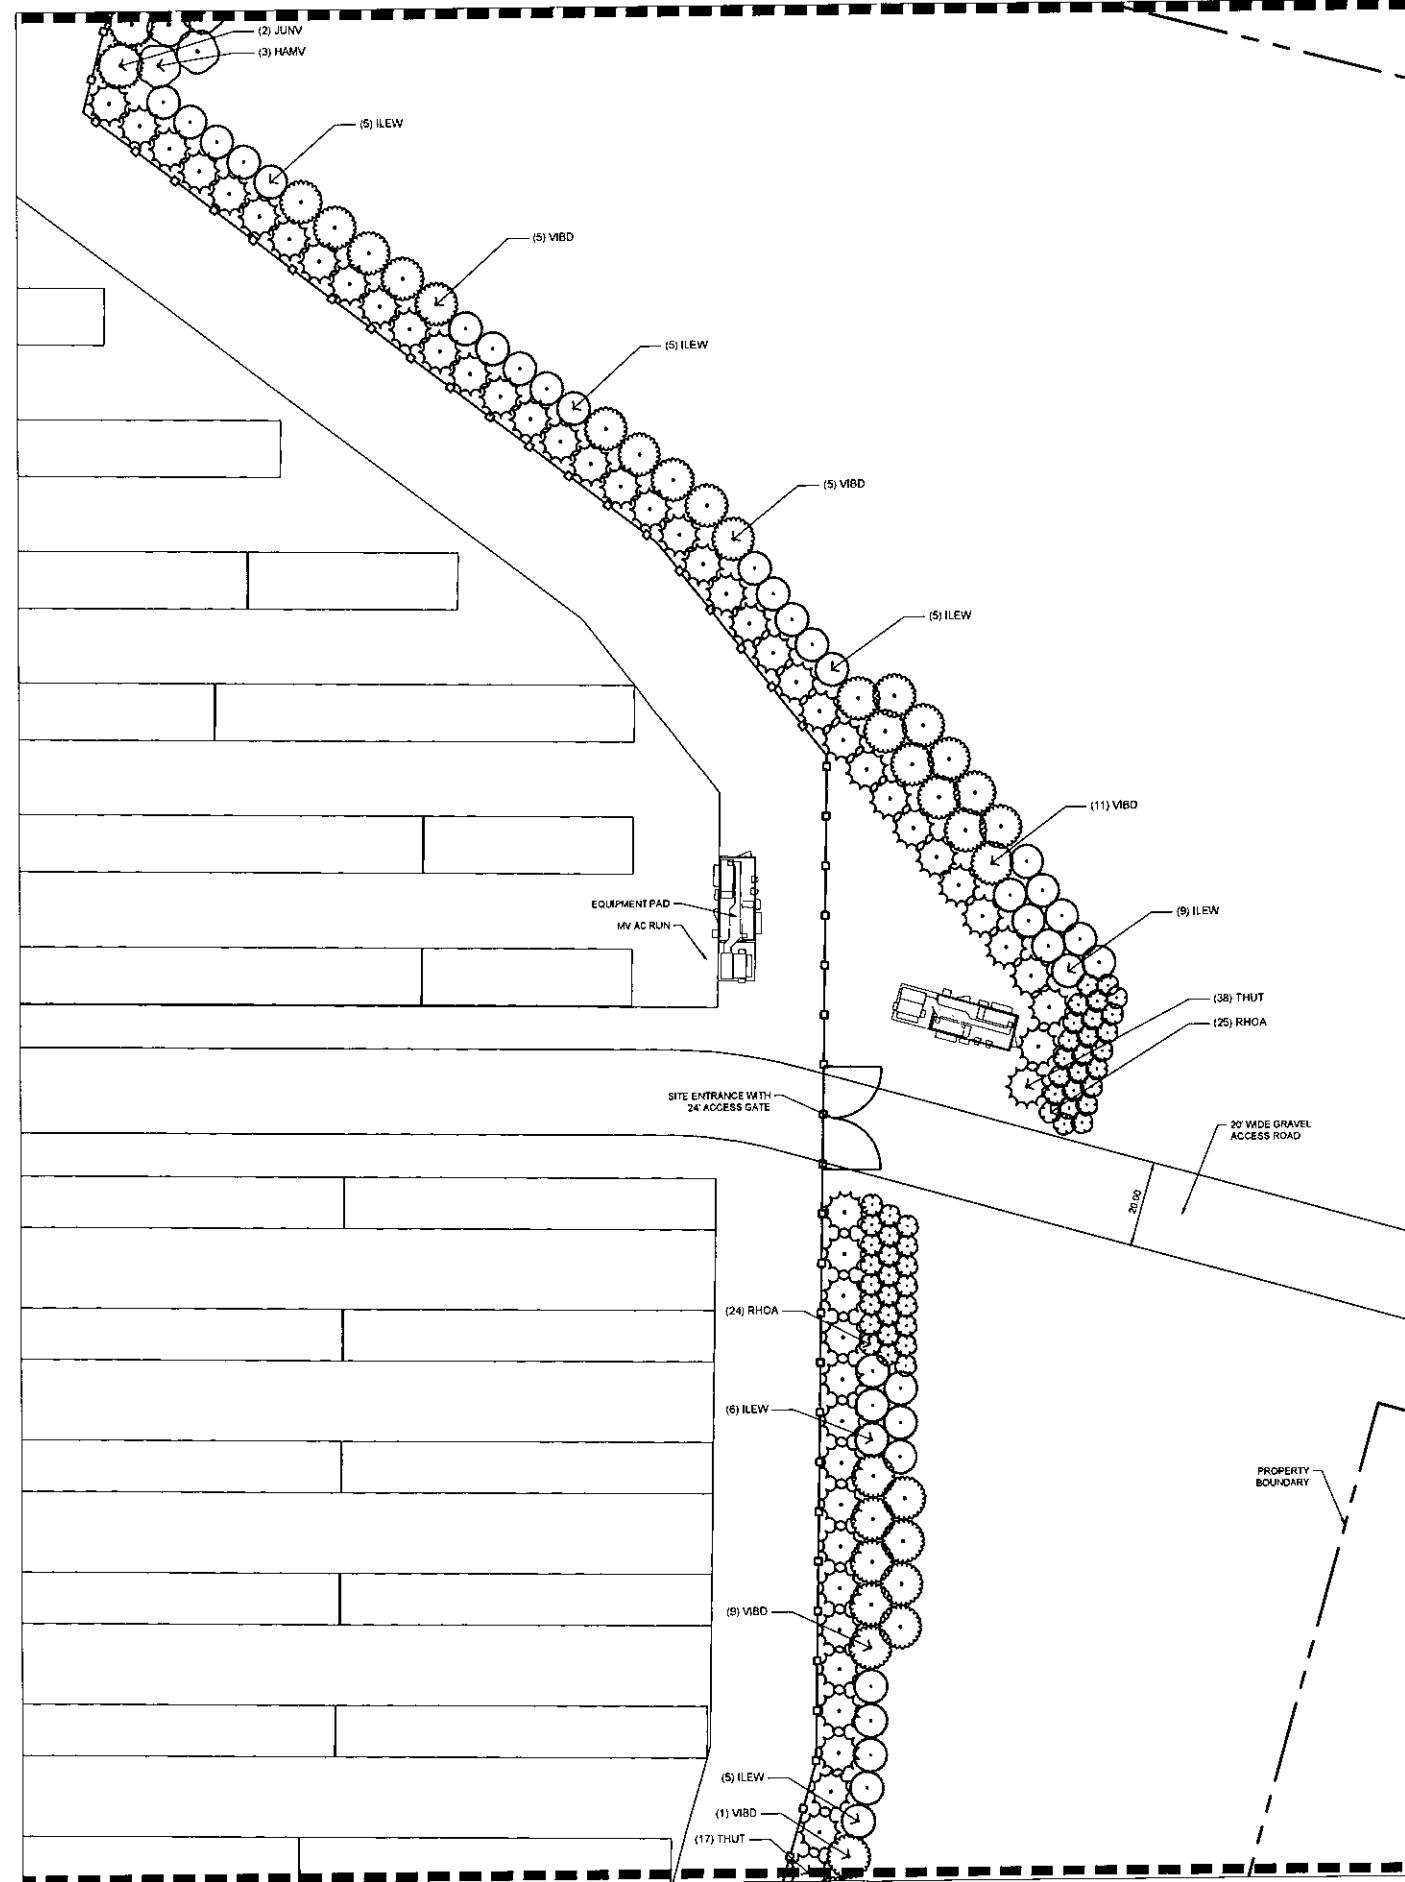 (2) JUNV
(3) HAMV
(5) ILEW
(5) VIBD
(5) ILEW
(5) VIBD
(5) ILEW
(11) VIBD
EQUIPMENT PAD
MV AC RUN
(9) ILEW
(38) THUT
(25) RHOA
SITE ENTRANCE WITH
24' ACCESS GATE
20' WIDE GRAVEL
ACCESS ROAD
20.00
(24) RHOA
(6) ILEW
PROPERTY
BOUNDARY
(9) VIBD
(5) ILEW
(1) VIBD
(17) THUT